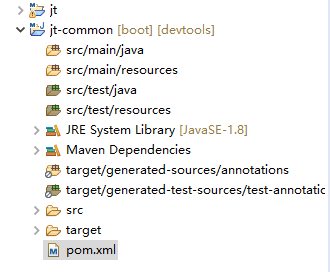 jt
jt-common [boot] [devtools]
src/main/java
src/main/resources
src/test/java
src/test/resources
JRE System Library [JavaSE-1.8]
Maven Dependencies
target/generated-sources/annotations
target/generated-test-sources/test-annotatic
src
target
pom.xml